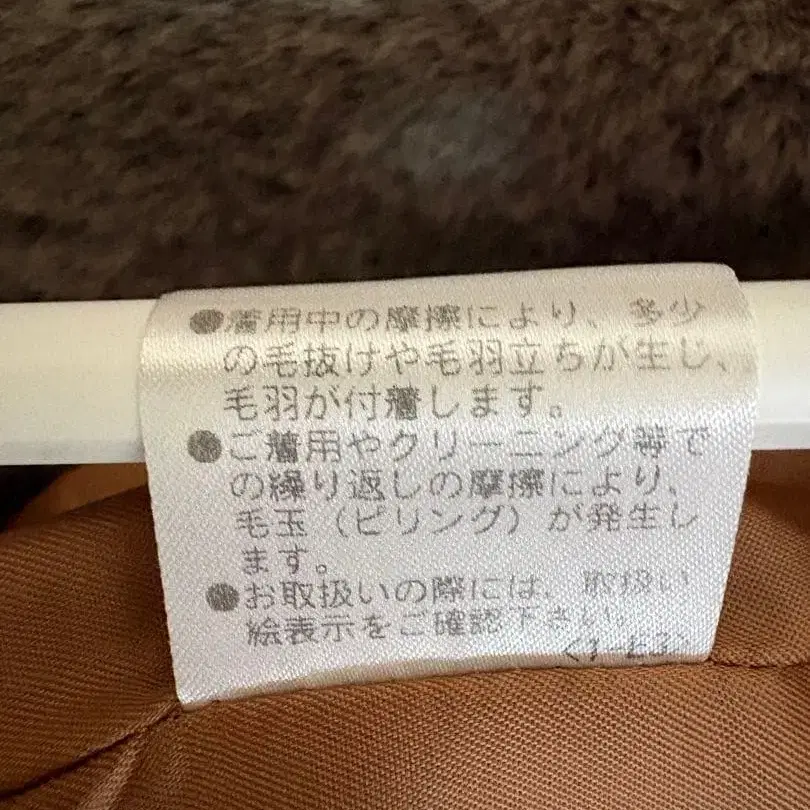 ●着用中の摩擦により、多少
の毛抜けや毛羽立ちが生じ、
毛羽が付着します。
●ご着用やクリーニング等で
の繰り返しの摩擦により、
毛玉（ピリング）が発生し
ます。
●お取扱いの際には、取扱い
絵表示をご確認下さい。